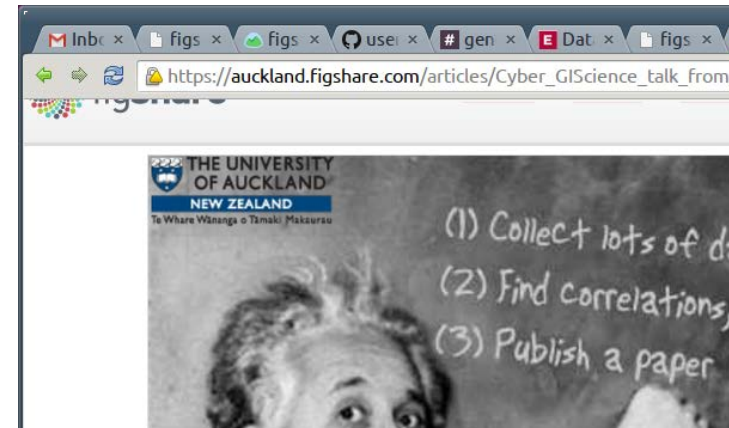 Inbo
figs
figs
user
gen
Dat
figs
https://auckland.figshare.com/articles/Cyber_GIScience_talk_from
figshare
THE UNIVERSITY
OF AUCKLAND
NEW ZEALAND
Te Whare Wānanga o Tāmaki Makaurau
(1) Collect lots of d
(2) Find correlations,
(3) Publish a paper